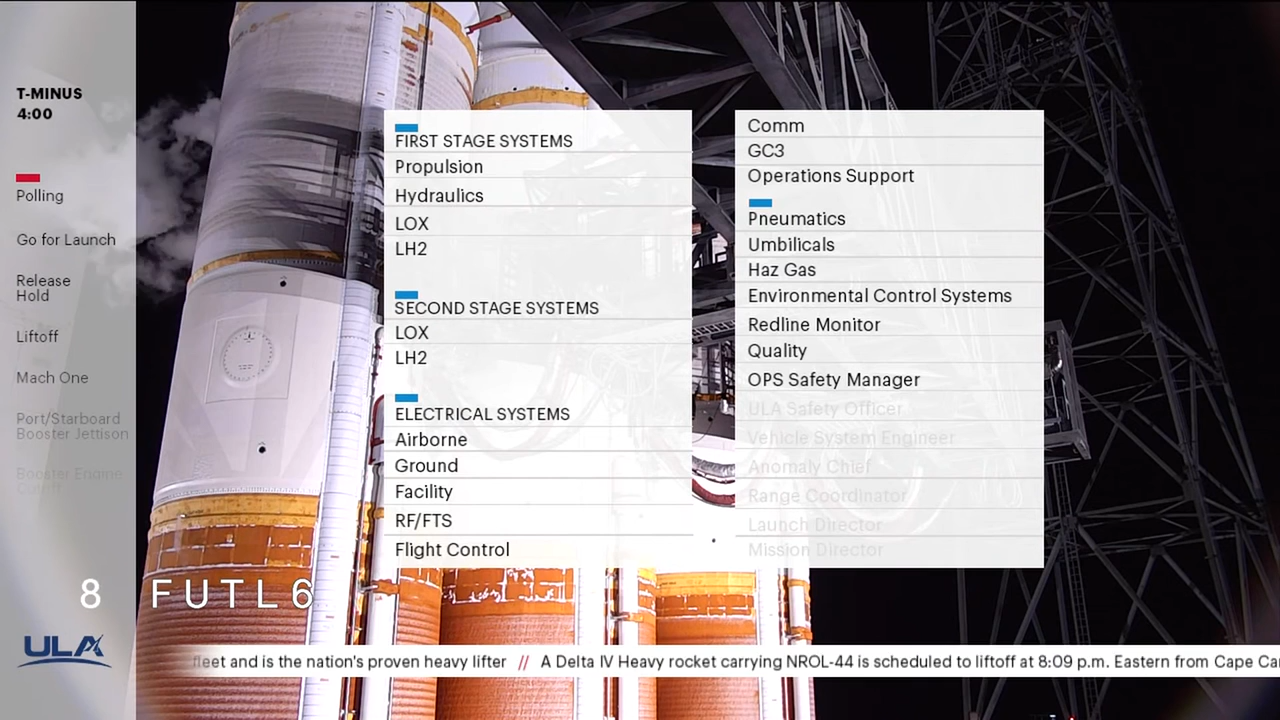 T-MINUS
4:00
Polling
Go for Launch
Release
Hold
Liftoff
Mach One
Port/Starboard
Booster Jettison
Booster Engine
Cutoff
FIRST STAGE SYSTEMS
Propulsion
Hydraulics
LOX
LH2
SECOND STAGE SYSTEMS
LOX
LH2
ELECTRICAL SYSTEMS
Airborne
Ground
Facility
RF/FTS
Flight Control
Comm
GC3
Operations Support
Pneumatics
Umbilicals
Haz Gas
Environmental Control Systems
Redline Monitor
Quality
OPS Safety Manager
ULA Safety Officer
Vehicle System Engineer
Anomaly Chief
Range Coordinator
Launch Director
Mission Director
8 FUTL6
ULA
fleet and is the nation's proven heavy lifter // A Delta IV Heavy rocket carrying NROL-44 is scheduled to liftoff at 8:09 p.m. Eastern from Cape Ca